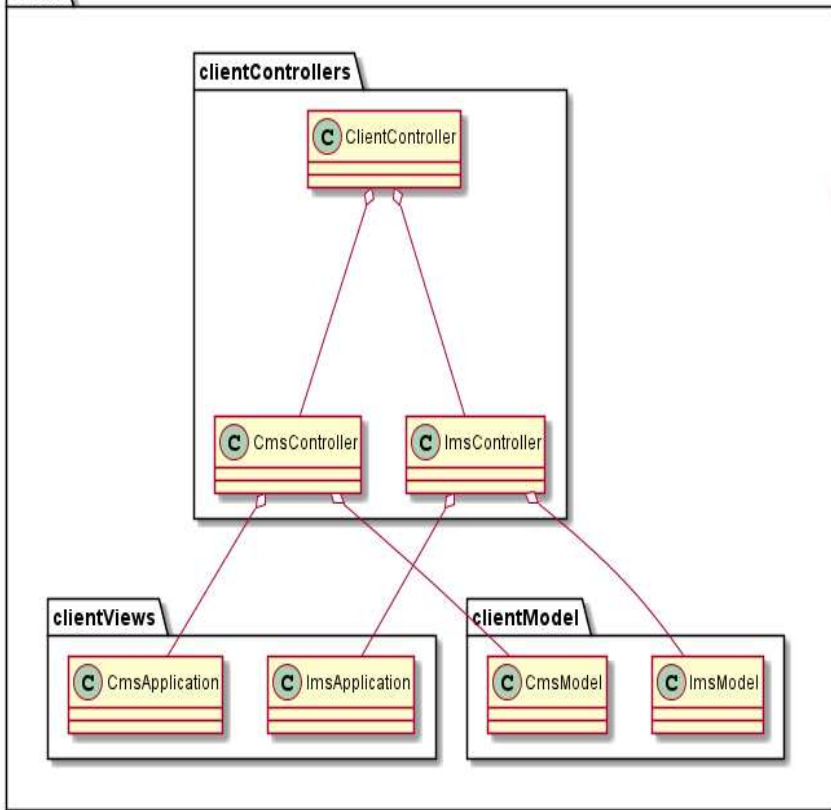 clientControllers
C ClientController
C CmsController
C ImsController
clientViews
clientModel
C CmsApplication
C ImsApplication
C CmsModel
C ImsModel